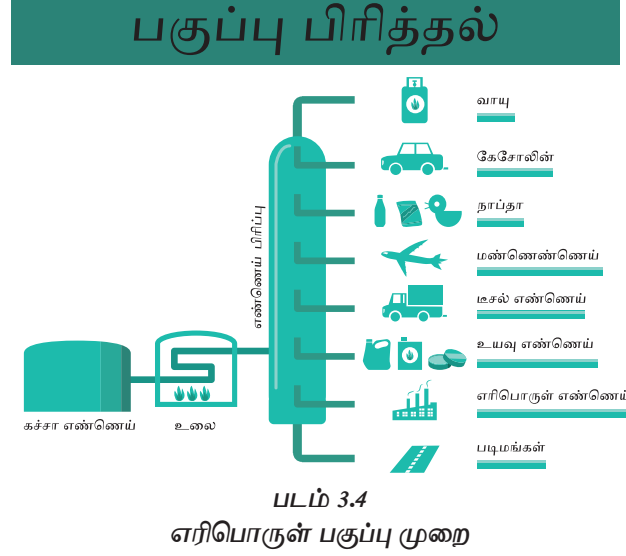 பகுப்பு பிரித்தல்
வாயு
கேசோலின்
நாப்தா
மண்ணெண்ணெய்
டீசல் எண்ணெய்
உயவு எண்ணெய்
எரிபொருள் எண்ணெய்
படிமங்கள்
எண்ணெய் பிரிப்பு
கச்சா எண்ணெய்
உலை
படம் 3.4
எரிபொருள் பகுப்பு முறை